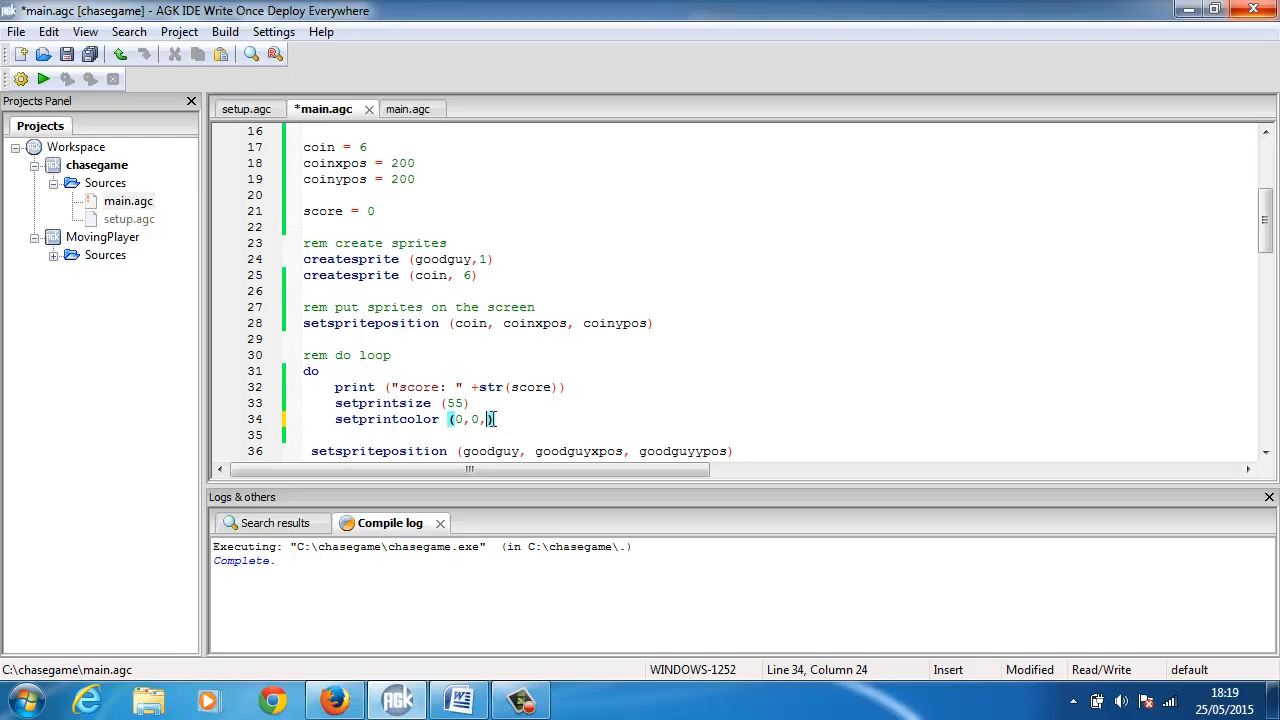 *main.agc [chasegame] - AGK IDE Write Once Deploy Everywhere
File Edit View Search Project Build Settings Help
Projects Panel
Projects
Workspace
chasegame
Sources
main.agc
setup.agc
MovingPlayer
Sources
setup.agc *main.agc main.agc
16
17 coin = 6
18 coinxpos = 200
19 coinypos = 200
20
21 score = 0
22
23 rem create sprites
24 createsprite (goodguy,1)
25 createsprite (coin, 6)
26
27 rem put sprites on the screen
28 setspriteposition (coin, coinxpos, coinypos)
29
30 rem do loop
31 do
32 print ("score: " +str(score))
33 setprintsize (55)
34 setprintcolor (0,0,)
35
36 setspriteposition (goodguy, goodguyxpos, goodguyypos)
Logs & others
Search results Compile log
Executing: "C:\chasegame\chasegame.exe" (in C:\chasegame\.)
Complete.
C:\chasegame\main.agc WINDOWS-1252 Line 34, Column 24 Insert Modified Read/Write default
AGK
18:19
25/05/2015